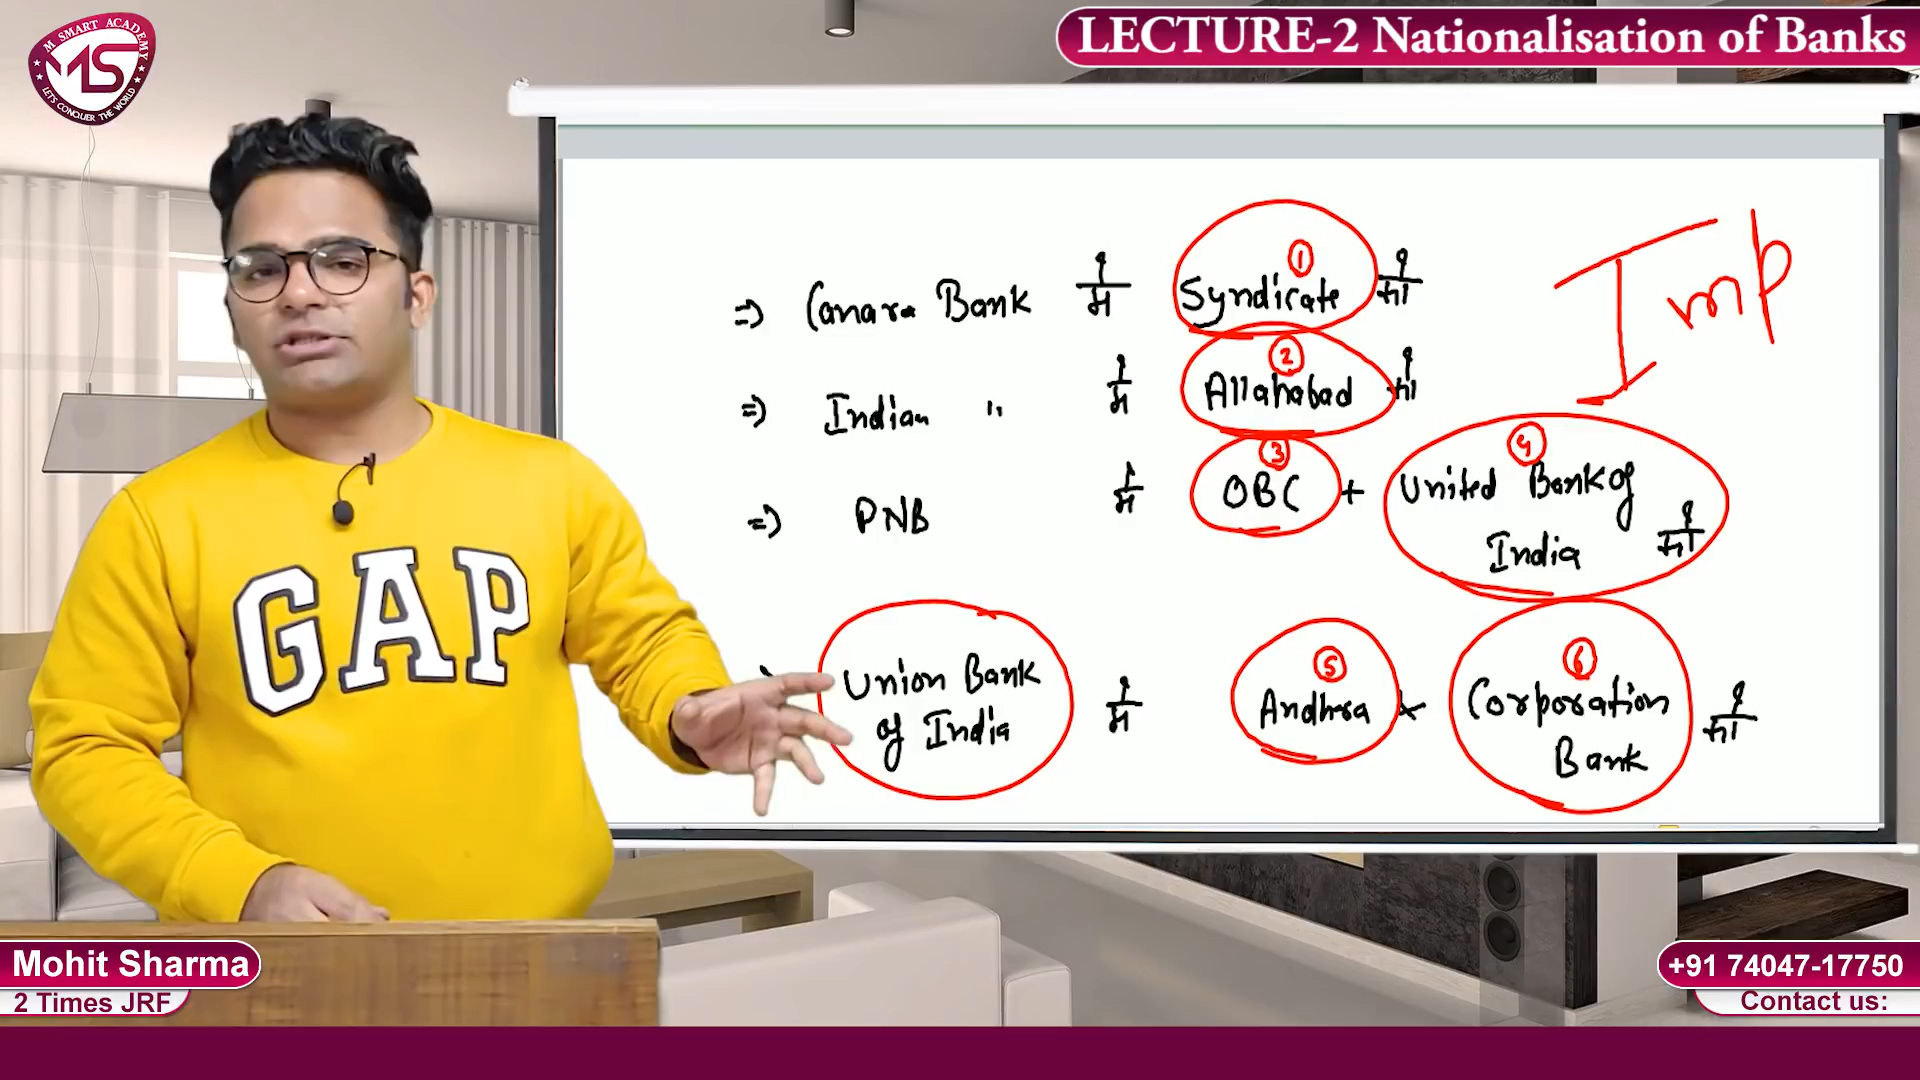 M SMART ACADEMY
MS
LET'S CONQUER THE WORLD
LECTURE-2 Nationalisation of Banks
Imp
=> Canara Bank Syndicate ①
=> Indian " Allahabad ②
=> PNB OBC ③ + United Bank of ④
India
Union Bank Andhra ⑤ + Corporation ⑥
of India Bank
GAP
Mohit Sharma
2 Times JRF
+91 74047-17750
Contact us: